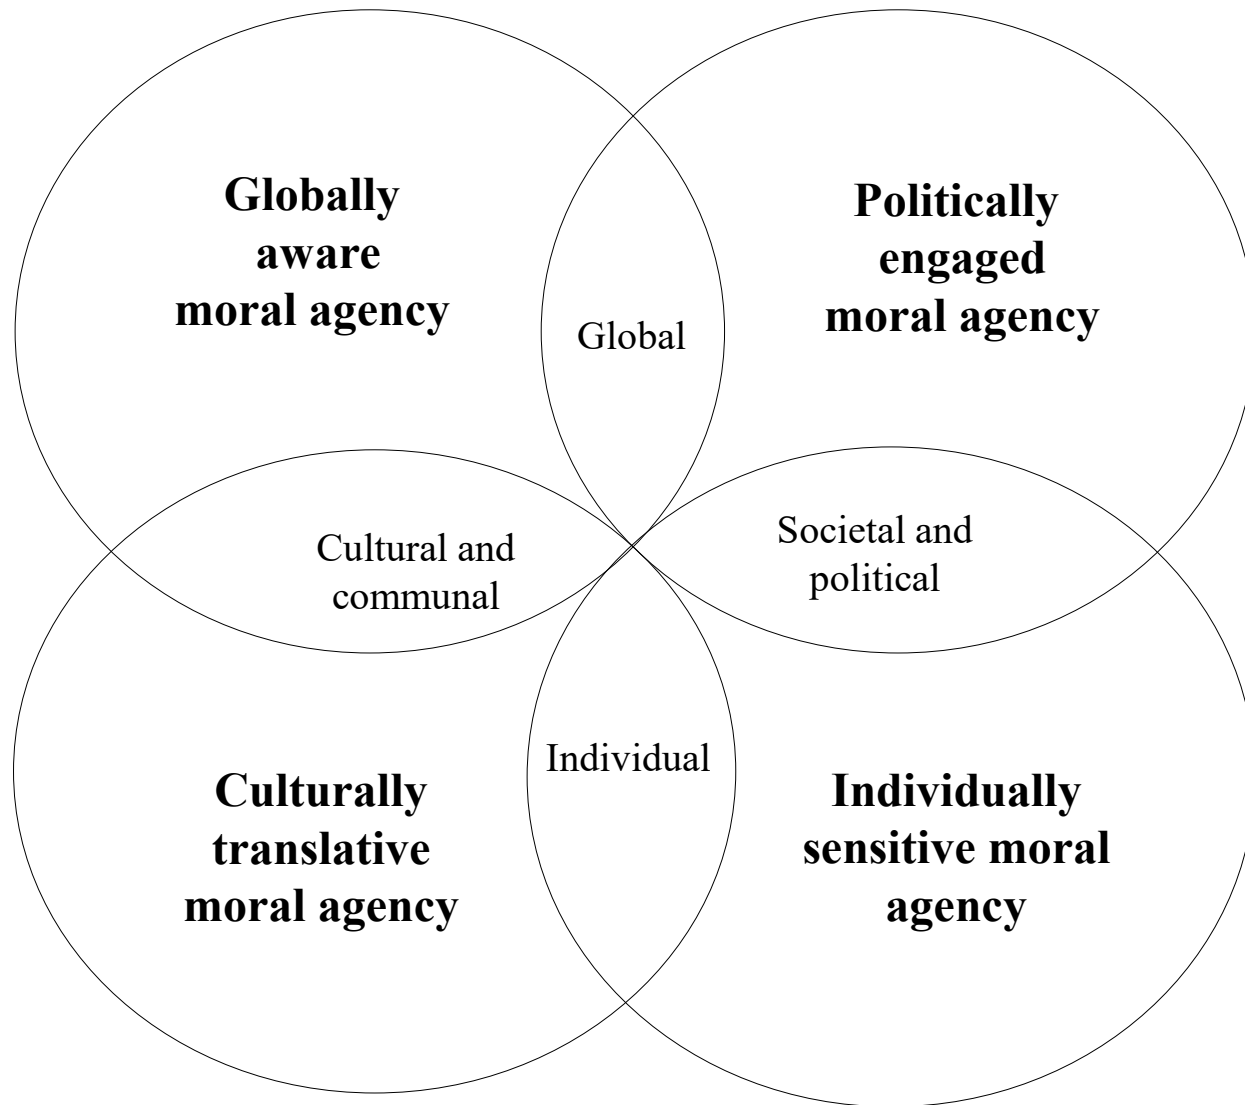 Globally
aware
moral agency
Politically
engaged
moral agency
Global
Cultural and
communal
Societal and
political
Individual
Culturally
translative
moral agency
Individually
sensitive moral
agency